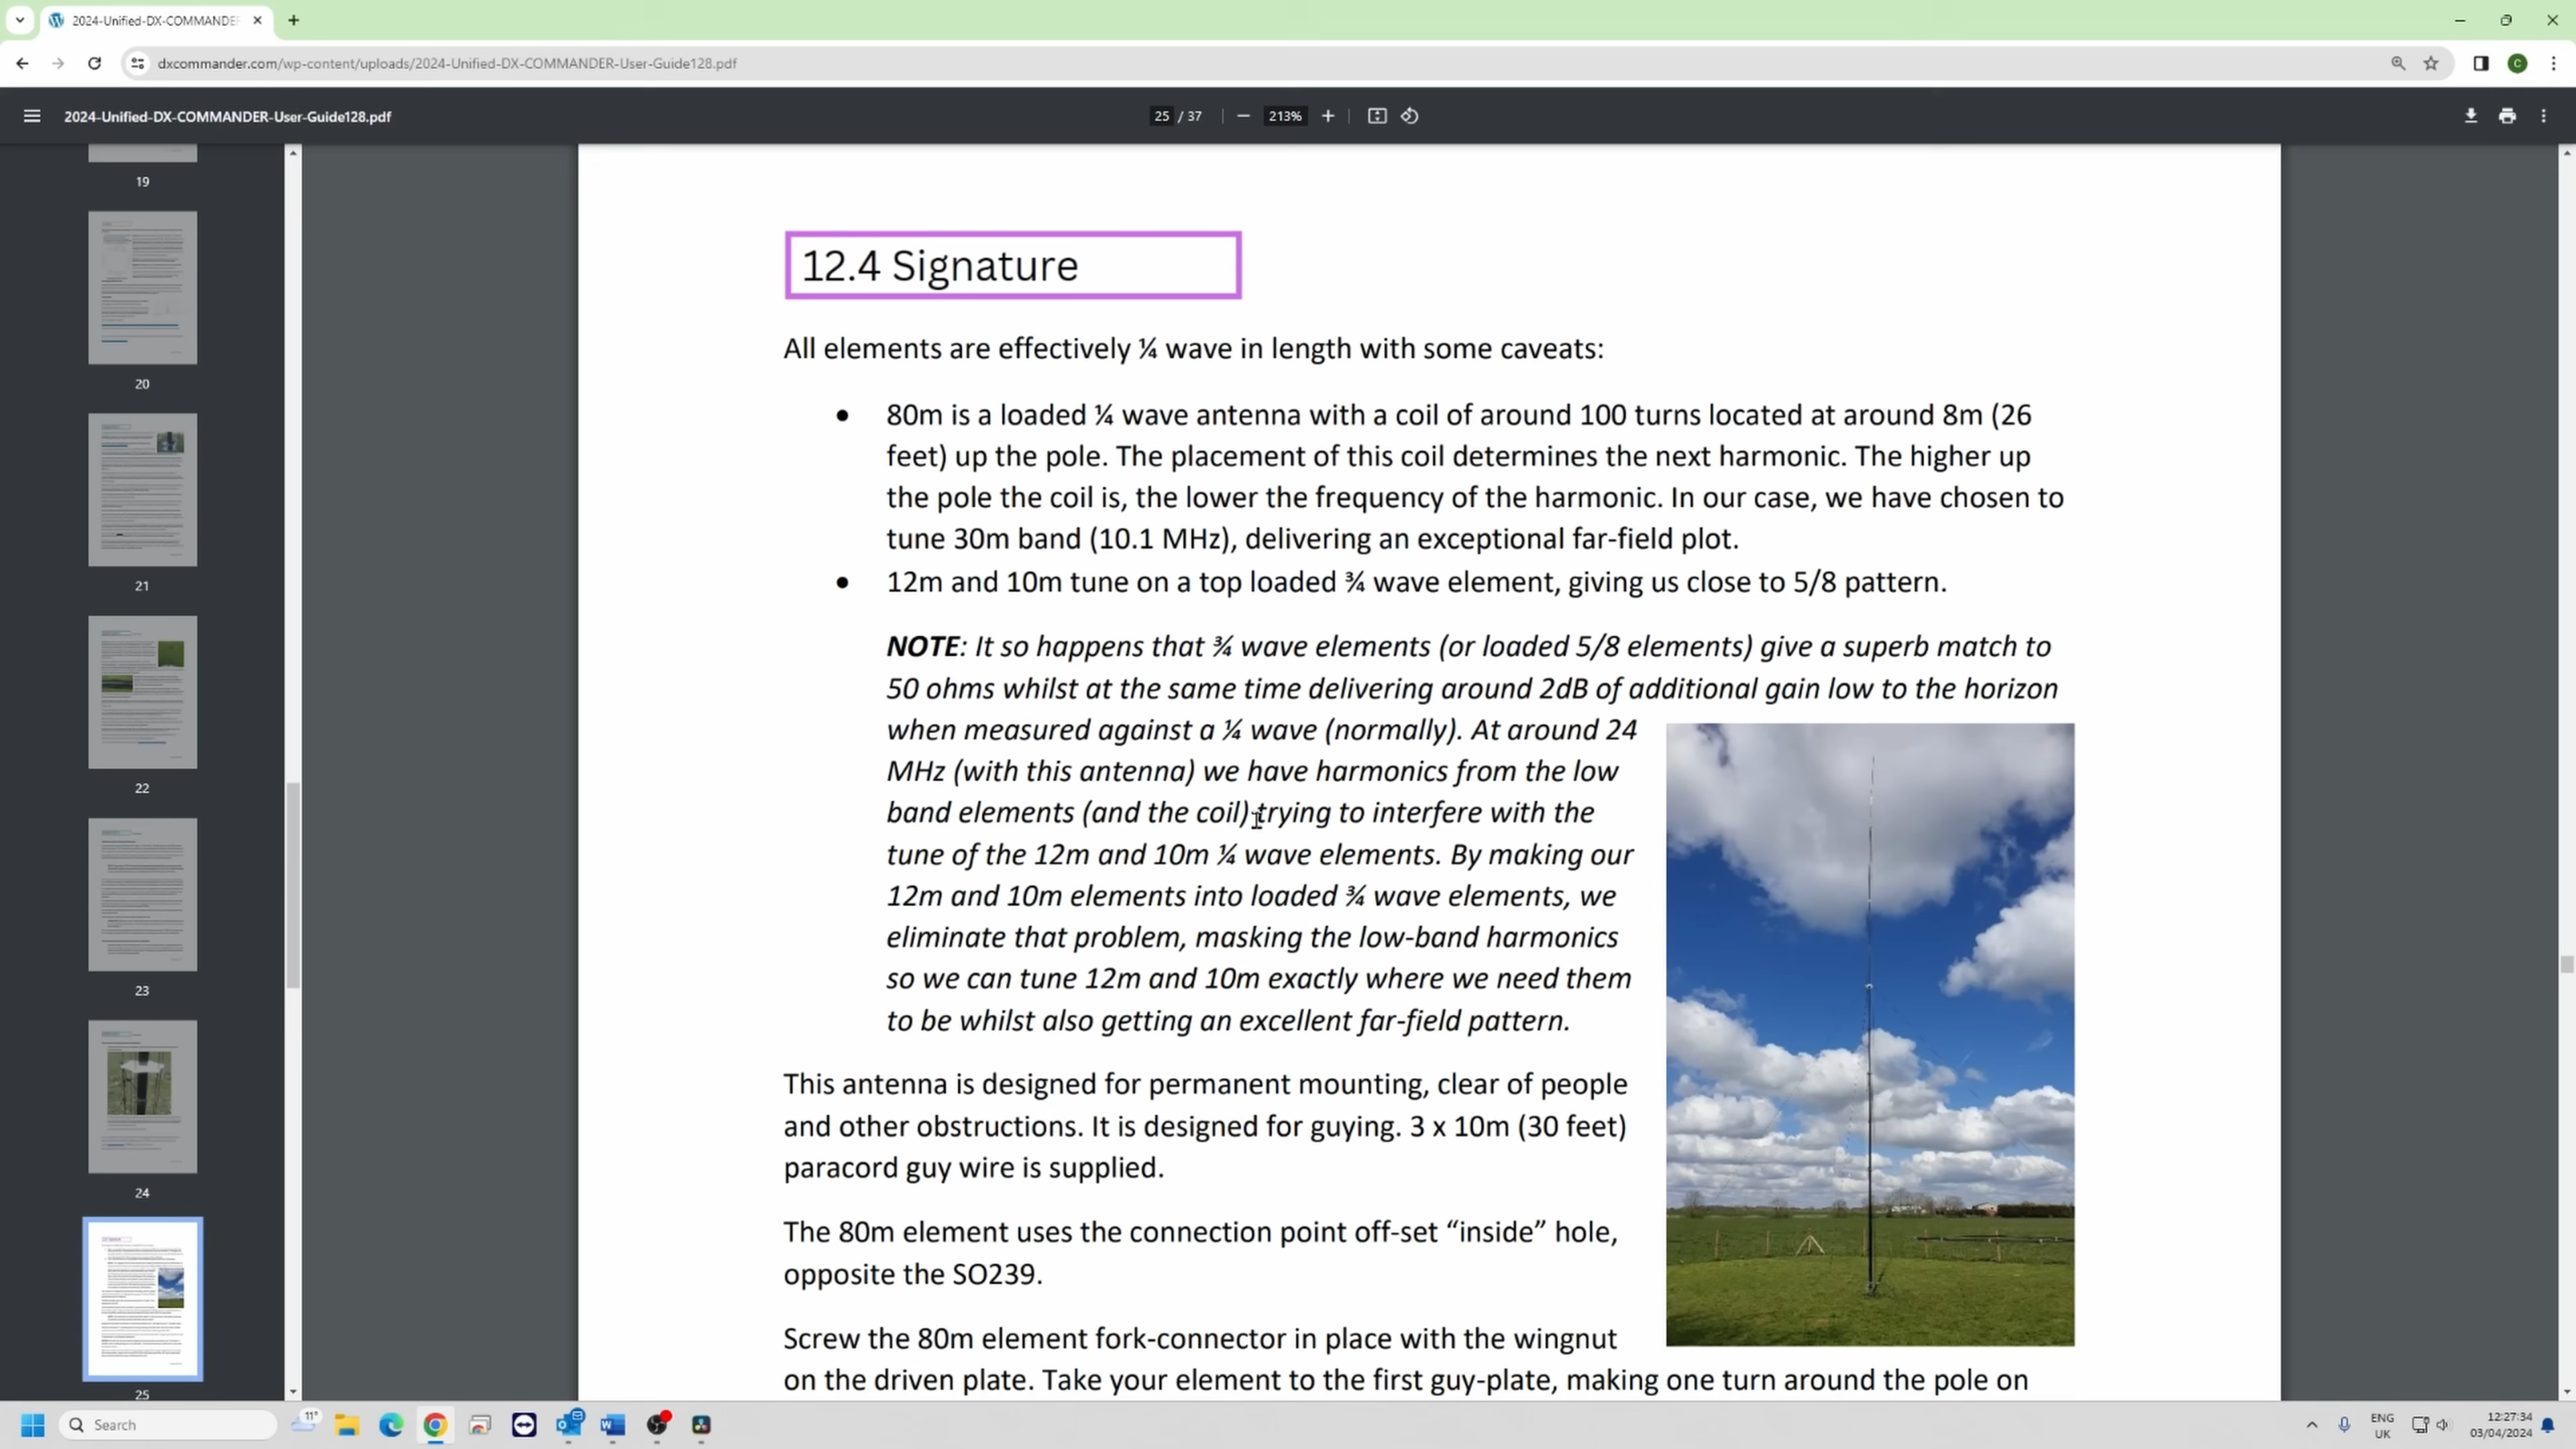 2024-Unified-DX-COMMANDE
dxcommander.com/wp-content/uploads/2024-Unified-DX-COMMANDER-User-Guide128.pdf
C
2024-Unified-DX-COMMANDER-User-Guide128.pdf
25 / 37
213%
19
20
21
22
23
24
25
12.4 Signature
All elements are effectively ¼ wave in length with some caveats:
• 80m is a loaded ¼ wave antenna with a coil of around 100 turns located at around 8m (26
feet) up the pole. The placement of this coil determines the next harmonic. The higher up
the pole the coil is, the lower the frequency of the harmonic. In our case, we have chosen to
tune 30m band (10.1 MHz), delivering an exceptional far-field plot.
• 12m and 10m tune on a top loaded ¾ wave element, giving us close to 5/8 pattern.
NOTE: It so happens that ¾ wave elements (or loaded 5/8 elements) give a superb match to
50 ohms whilst at the same time delivering around 2dB of additional gain low to the horizon
when measured against a ¼ wave (normally). At around 24
MHz (with this antenna) we have harmonics from the low
band elements (and the coil) trying to interfere with the
tune of the 12m and 10m ¼ wave elements. By making our
12m and 10m elements into loaded ¾ wave elements, we
eliminate that problem, masking the low-band harmonics
so we can tune 12m and 10m exactly where we need them
to be whilst also getting an excellent far-field pattern.
This antenna is designed for permanent mounting, clear of people
and other obstructions. It is designed for guying. 3 x 10m (30 feet)
paracord guy wire is supplied.
The 80m element uses the connection point off-set “inside” hole,
opposite the SO239.
Screw the 80m element fork-connector in place with the wingnut
on the driven plate. Take your element to the first guy-plate, making one turn around the pole on
Search
11°
ENG
UK
12:27:34
03/04/2024